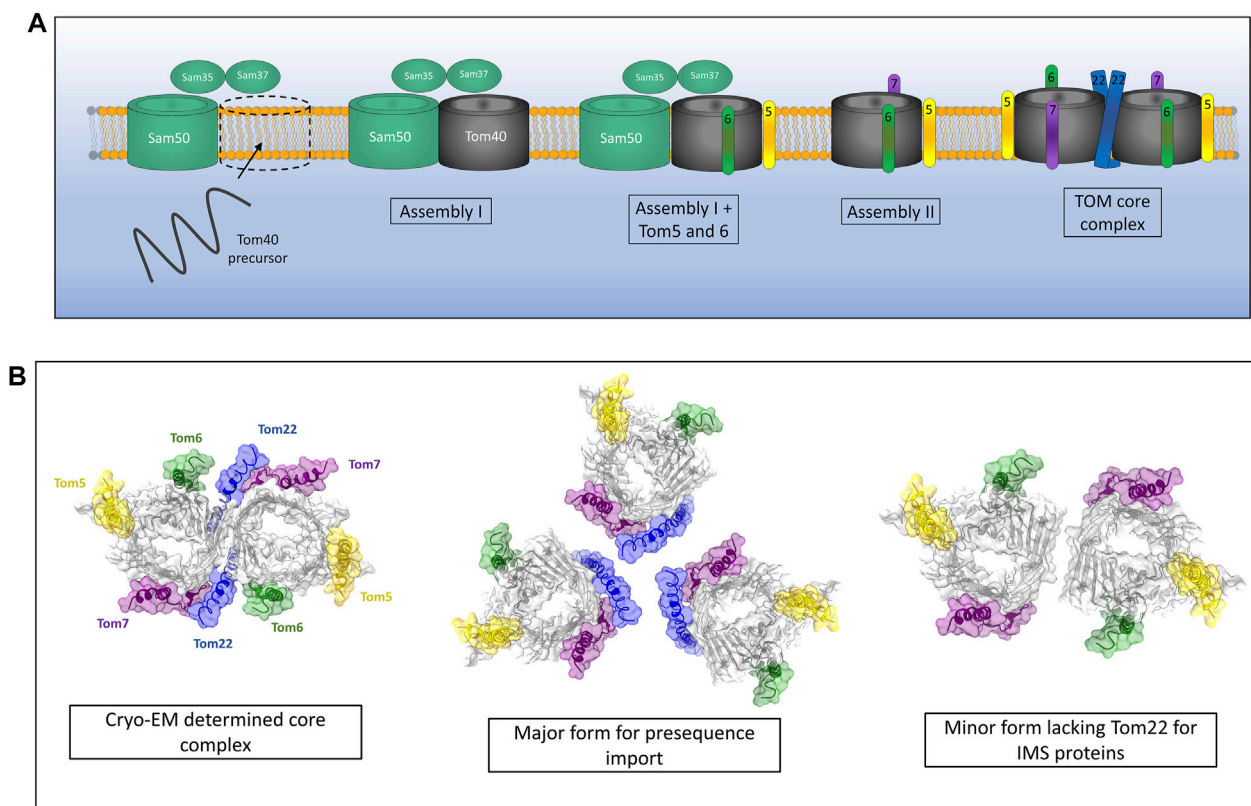 A
Sam35
Sam37
Sam50
Tom40
precursor
Sam35
Sam37
Sam50
Tom40
Assembly I
Sam35
Sam37
Sam50
6
5
Assembly I +
Tom5 and 6
7
6
5
Assembly II
5
6
7
22
22
7
6
5
TOM core
complex
B
Tom6
Tom22
Tom7
Tom5
Tom5
Tom7
Tom22
Tom6
Cryo-EM determined core
complex
Major form for presequence
import
Minor form lacking Tom22 for
IMS proteins